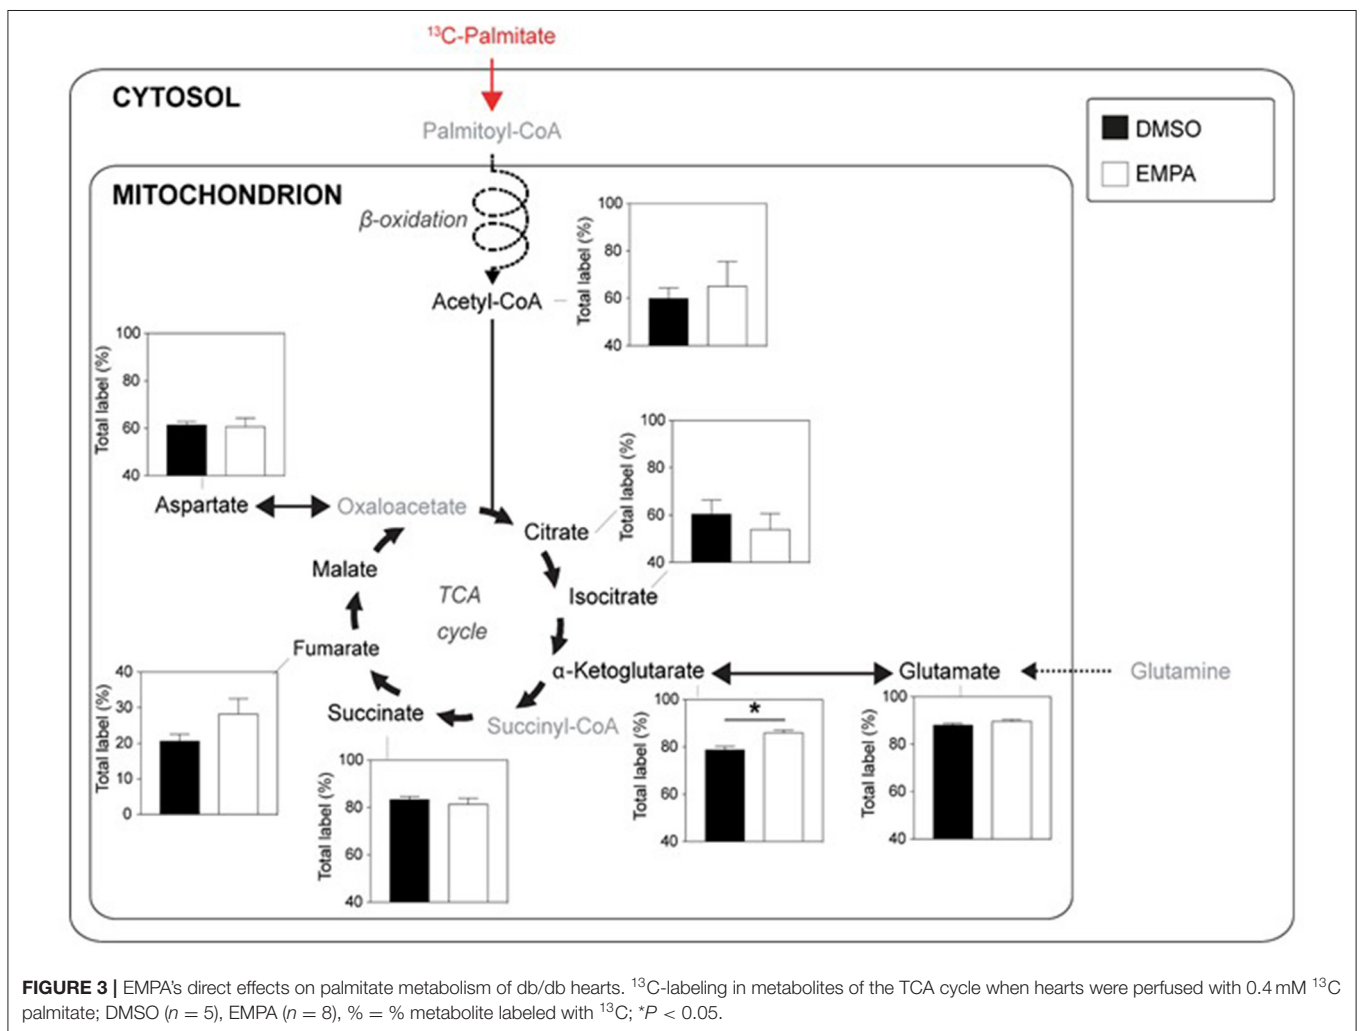 ¹³C-Palmitate
CYTOSOL
Palmitoyl-CoA
DMSO
EMPA
MITOCHONDRION
β-oxidation
Acetyl-CoA
Total label (%)
100
80
60
40
Total label (%)
100
80
60
40
Aspartate
Oxaloacetate
Citrate
Total label (%)
100
80
60
40
Malate
TCA
cycle
Isocitrate
Fumarate
α-Ketoglutarate
Glutamate
Glutamine
Total label (%)
40
30
20
10
0
Succinate
Succinyl-CoA
Total label (%)
100
80
60
40
*
Total label (%)
100
80
60
40
Total label (%)
100
80
60
40
FIGURE 3 | EMPA’s direct effects on palmitate metabolism of db/db hearts. ¹³C-labeling in metabolites of the TCA cycle when hearts were perfused with 0.4 mM ¹³C
palmitate; DMSO (n = 5), EMPA (n = 8), % = % metabolite labeled with ¹³C; *P < 0.05.